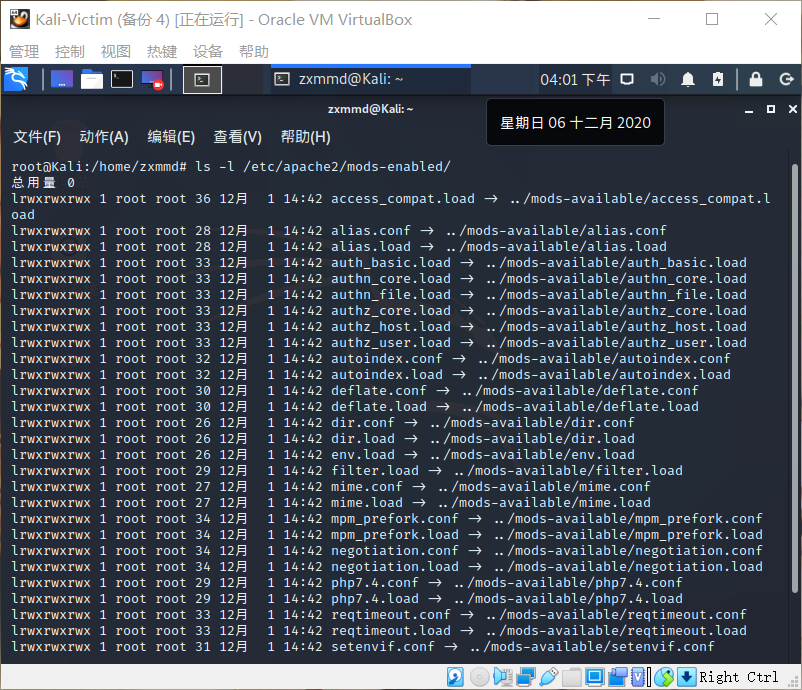 Kali-Victim (备份 4) [正在运行] - Oracle VM VirtualBox
管理 控制 视图 热键 设备 帮助
zxmmd@Kali: ~ 04:01 下午
zxmmd@Kali: ~
星期日 06 十二月 2020
文件(F) 动作(A) 编辑(E) 查看(V) 帮助(H)
root@Kali:/home/zxmmd# ls -l /etc/apache2/mods-enabled/
总用量 0
lrwxrwxrwx 1 root root 36 12月  1 14:42 access_compat.load → ../mods-available/access_compat.l
oad
lrwxrwxrwx 1 root root 28 12月  1 14:42 alias.conf → ../mods-available/alias.conf
lrwxrwxrwx 1 root root 28 12月  1 14:42 alias.load → ../mods-available/alias.load
lrwxrwxrwx 1 root root 33 12月  1 14:42 auth_basic.load → ../mods-available/auth_basic.load
lrwxrwxrwx 1 root root 33 12月  1 14:42 authn_core.load → ../mods-available/authn_core.load
lrwxrwxrwx 1 root root 33 12月  1 14:42 authn_file.load → ../mods-available/authn_file.load
lrwxrwxrwx 1 root root 33 12月  1 14:42 authz_core.load → ../mods-available/authz_core.load
lrwxrwxrwx 1 root root 33 12月  1 14:42 authz_host.load → ../mods-available/authz_host.load
lrwxrwxrwx 1 root root 33 12月  1 14:42 authz_user.load → ../mods-available/authz_user.load
lrwxrwxrwx 1 root root 32 12月  1 14:42 autoindex.conf → ../mods-available/autoindex.conf
lrwxrwxrwx 1 root root 32 12月  1 14:42 autoindex.load → ../mods-available/autoindex.load
lrwxrwxrwx 1 root root 30 12月  1 14:42 deflate.conf → ../mods-available/deflate.conf
lrwxrwxrwx 1 root root 30 12月  1 14:42 deflate.load → ../mods-available/deflate.load
lrwxrwxrwx 1 root root 26 12月  1 14:42 dir.conf → ../mods-available/dir.conf
lrwxrwxrwx 1 root root 26 12月  1 14:42 dir.load → ../mods-available/dir.load
lrwxrwxrwx 1 root root 26 12月  1 14:42 env.load → ../mods-available/env.load
lrwxrwxrwx 1 root root 29 12月  1 14:42 filter.load → ../mods-available/filter.load
lrwxrwxrwx 1 root root 27 12月  1 14:42 mime.conf → ../mods-available/mime.conf
lrwxrwxrwx 1 root root 27 12月  1 14:42 mime.load → ../mods-available/mime.load
lrwxrwxrwx 1 root root 34 12月  1 14:42 mpm_prefork.conf → ../mods-available/mpm_prefork.conf
lrwxrwxrwx 1 root root 34 12月  1 14:42 mpm_prefork.load → ../mods-available/mpm_prefork.load
lrwxrwxrwx 1 root root 34 12月  1 14:42 negotiation.conf → ../mods-available/negotiation.conf
lrwxrwxrwx 1 root root 34 12月  1 14:42 negotiation.load → ../mods-available/negotiation.load
lrwxrwxrwx 1 root root 29 12月  1 14:42 php7.4.conf → ../mods-available/php7.4.conf
lrwxrwxrwx 1 root root 29 12月  1 14:42 php7.4.load → ../mods-available/php7.4.load
lrwxrwxrwx 1 root root 33 12月  1 14:42 reqtimeout.conf → ../mods-available/reqtimeout.conf
lrwxrwxrwx 1 root root 33 12月  1 14:42 reqtimeout.load → ../mods-available/reqtimeout.load
lrwxrwxrwx 1 root root 31 12月  1 14:42 setenvif.conf → ../mods-available/setenvif.conf
Right Ctrl